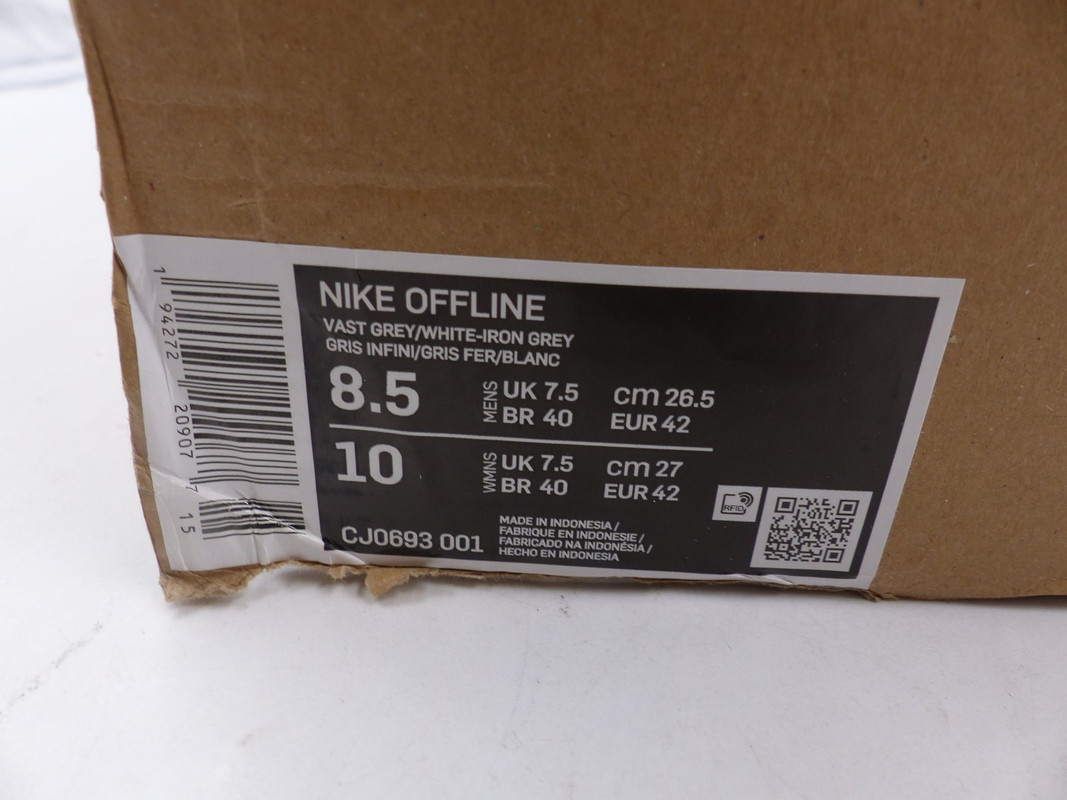 NIKE OFFLINE
VAST GREY/WHITE-IRON GREY
GRIS INFINI/GRIS FER/BLANC
8.5 MENS UK 7.5 cm 26.5
BR 40 EUR 42
10 WMNS UK 7.5 cm 27
BR 40 EUR 42
RFID
CJ0693 001
MADE IN INDONESIA /
FABRIQUE EN INDONESIE /
FABRICADO NA INDONÉSIA /
HECHO EN INDONESIA
1 94272 20907 7 15